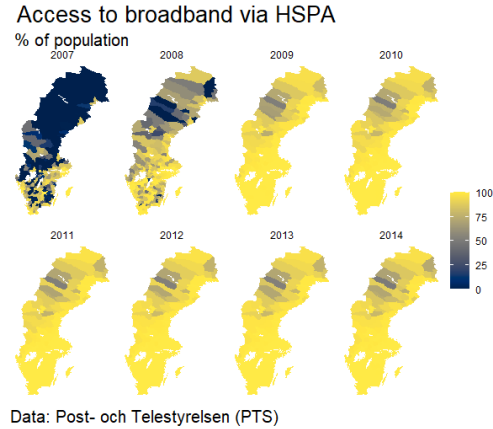 Access to broadband via HSPA
% of population
2007 2008 2009 2010
100
75
50
25
0
2011 2012 2013 2014
Data: Post- och Telestyrelsen (PTS)